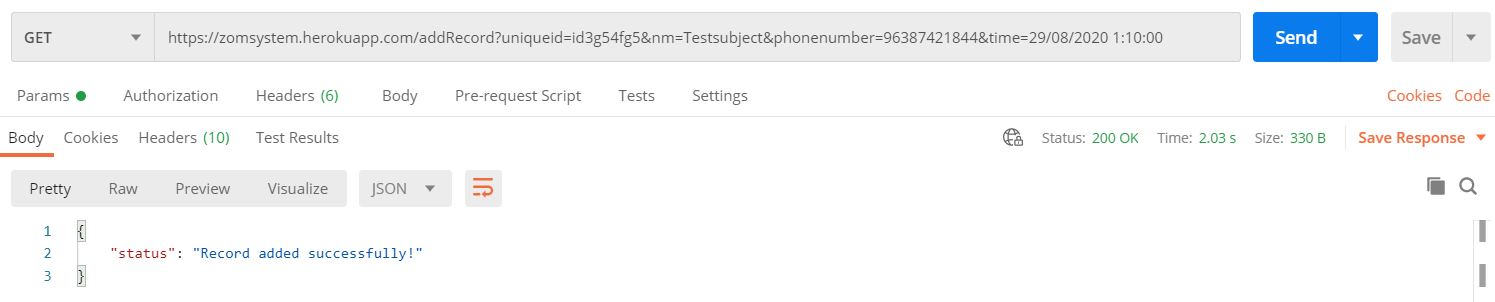 GET https://zomsystem.herokuapp.com/addRecord?uniqueid=id3g54fg5&nm=Testsubject&phonenumber=96387421844&time=29/08/2020 1:10:00 Send Save
Params Authorization Headers (6) Body Pre-request Script Tests Settings Cookies Code
Body Cookies Headers (10) Test Results Status: 200 OK Time: 2.03 s Size: 330 B Save Response
Pretty Raw Preview Visualize JSON
1 {
2 "status": "Record added successfully!"
3 }